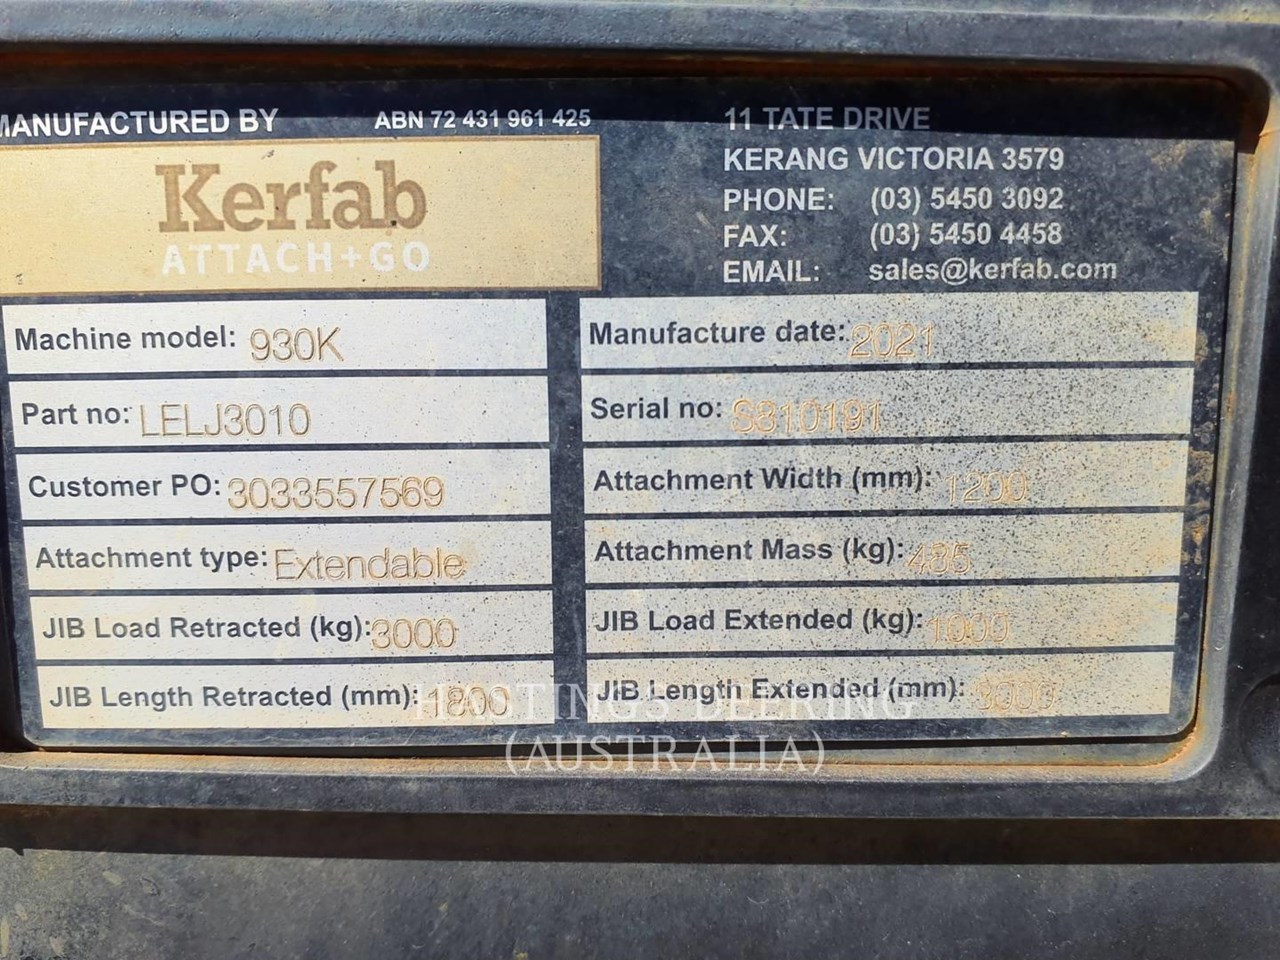 MANUFACTURED BY
ABN 72 431 961 425
Kerfab
ATTACH+GO
11 TATE DRIVE
KERANG VICTORIA 3579
PHONE: (03) 5450 3092
FAX: (03) 5450 4458
EMAIL: sales@kerfab.com
Machine model: 930K
Part no: LELJ3010
Customer PO: 3033557569
Attachment type: Extendable
JIB Load Retracted (kg): 3000
JIB Length Retracted (mm): 1800
Manufacture date: 2021
Serial no: S810191
Attachment Width (mm): 1200
Attachment Mass (kg): 485
JIB Load Extended (kg): 1000
JIB Length Extended (mm): 3000
HASTINGS DEERING
(AUSTRALIA)